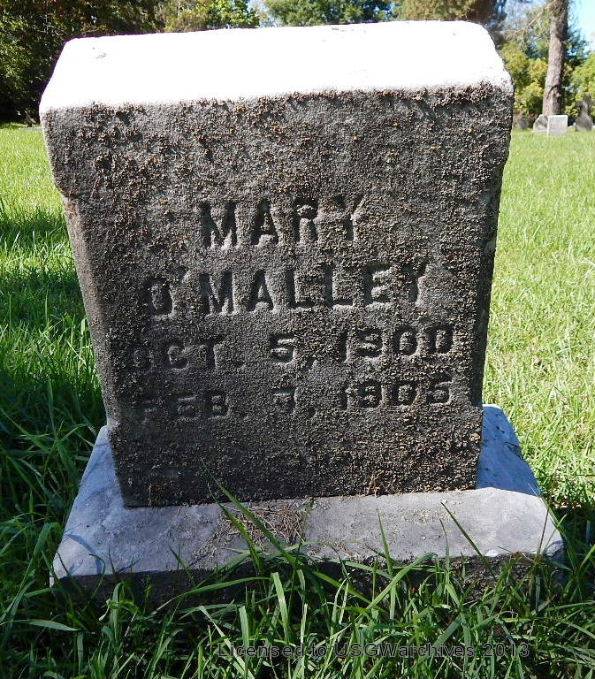 MARY
O'MALLEY
OCT. 5, 1900
FEB. 3, 1905
Licensed to USGWarchives 2013